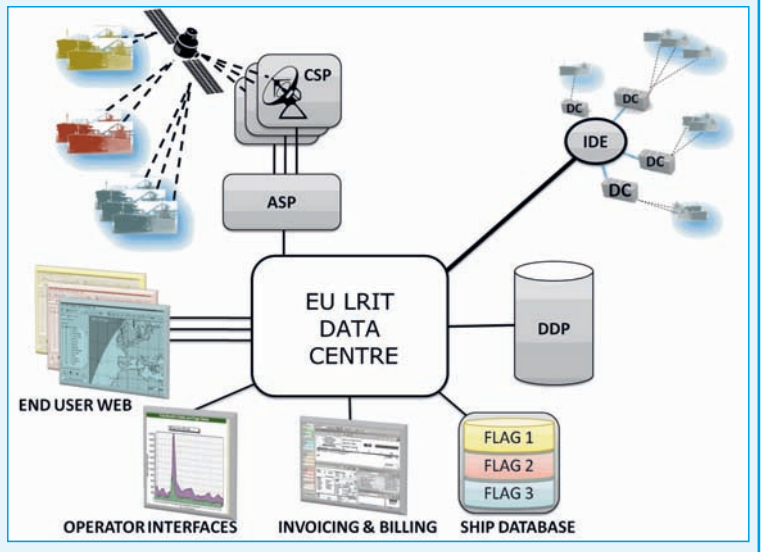 CSP
ASP
IDE
DC
DC
DC
DC
EU LRIT
DATA
CENTRE
DDP
END USER WEB
FLAG 1
FLAG 2
FLAG 3
OPERATOR INTERFACES
INVOICING & BILLING
SHIP DATABASE